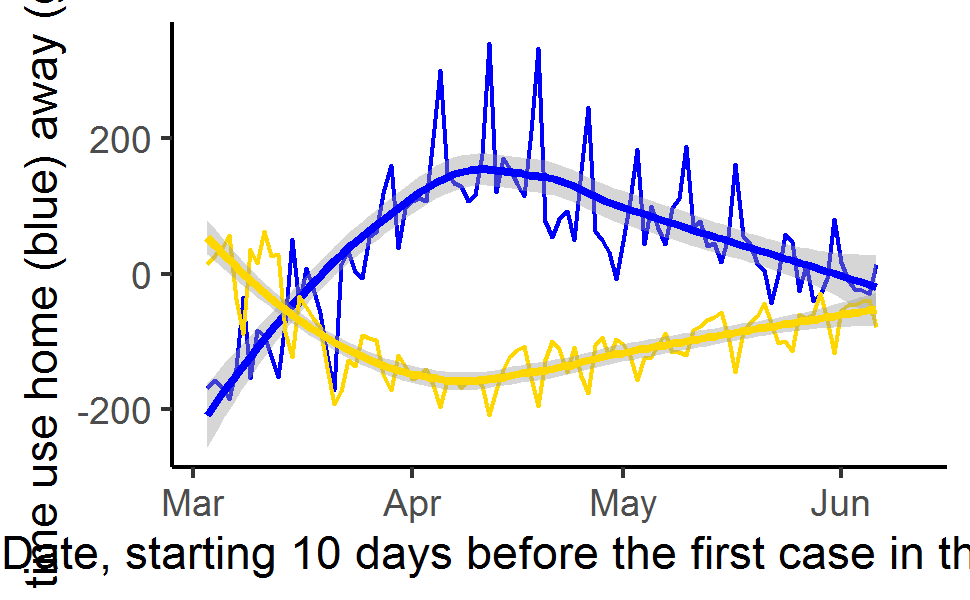 time use home (blue) away (
200
0
-200
Mar Apr May Jun
Date, starting 10 days before the first case in th